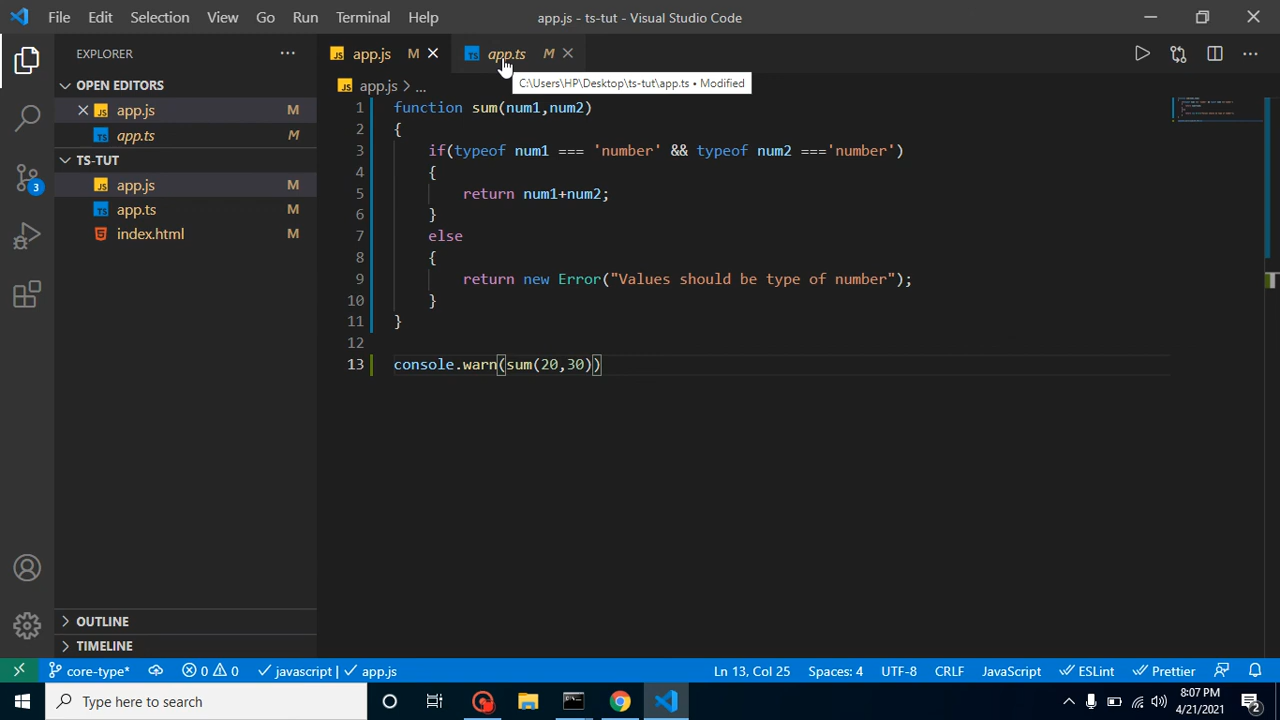 File Edit Selection View Go Run Terminal Help app.js - ts-tut - Visual Studio Code
EXPLORER
OPEN EDITORS
app.js M
app.ts M
TS-TUT
app.js M
app.ts M
index.html M
OUTLINE
TIMELINE
3
JS app.js M TS app.ts M
C:\Users\HP\Desktop\ts-tut\app.ts • Modified
JS app.js > ...
1 function sum(num1,num2)
2 {
3 if(typeof num1 === 'number' && typeof num2 ==='number')
4 {
5 return num1+num2;
6 }
7 else
8 {
9 return new Error("Values should be type of number");
10 }
11 }
12
13 console.warn(sum(20,30))
core-type* 0 0 javascript | app.js Ln 13, Col 25 Spaces: 4 UTF-8 CRLF JavaScript ESLint Prettier
Type here to search
8:07 PM
4/21/2021
2